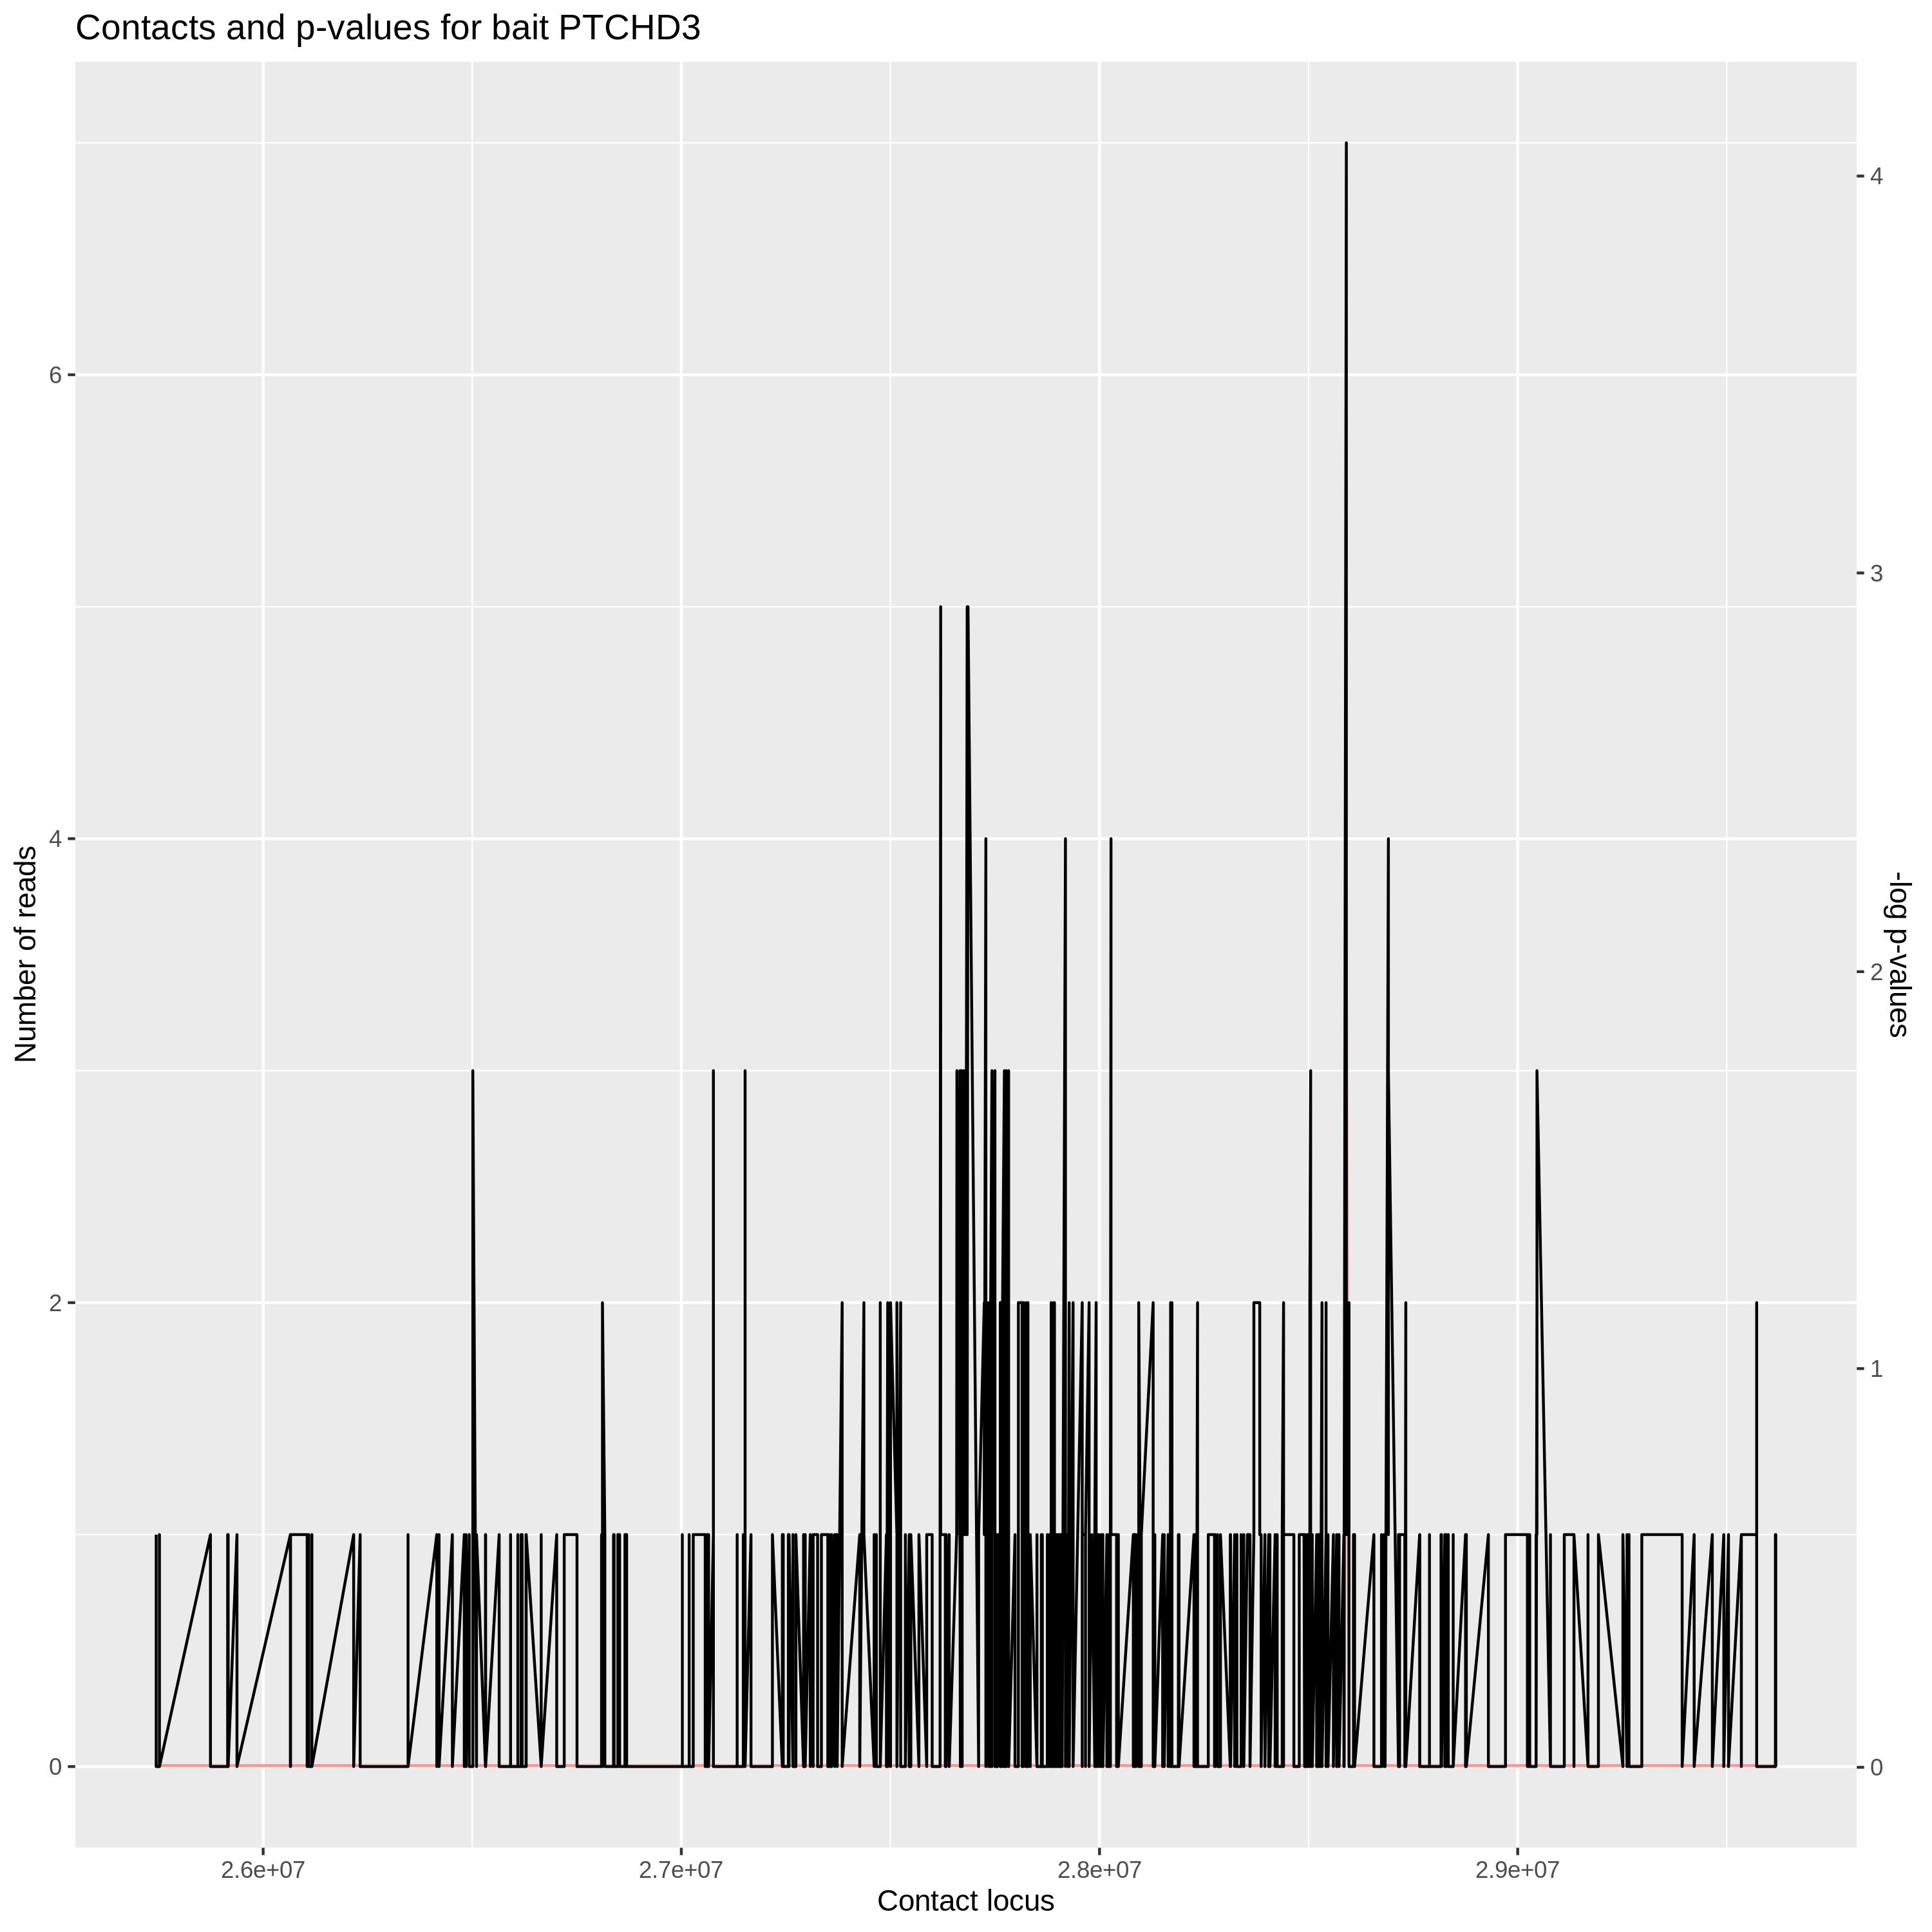 Contacts and p-values for bait PTCHD3
6
4
2
0
Number of reads
4
3
2
1
0
-log p-values
2.6e+07 2.7e+07 2.8e+07 2.9e+07
Contact locus